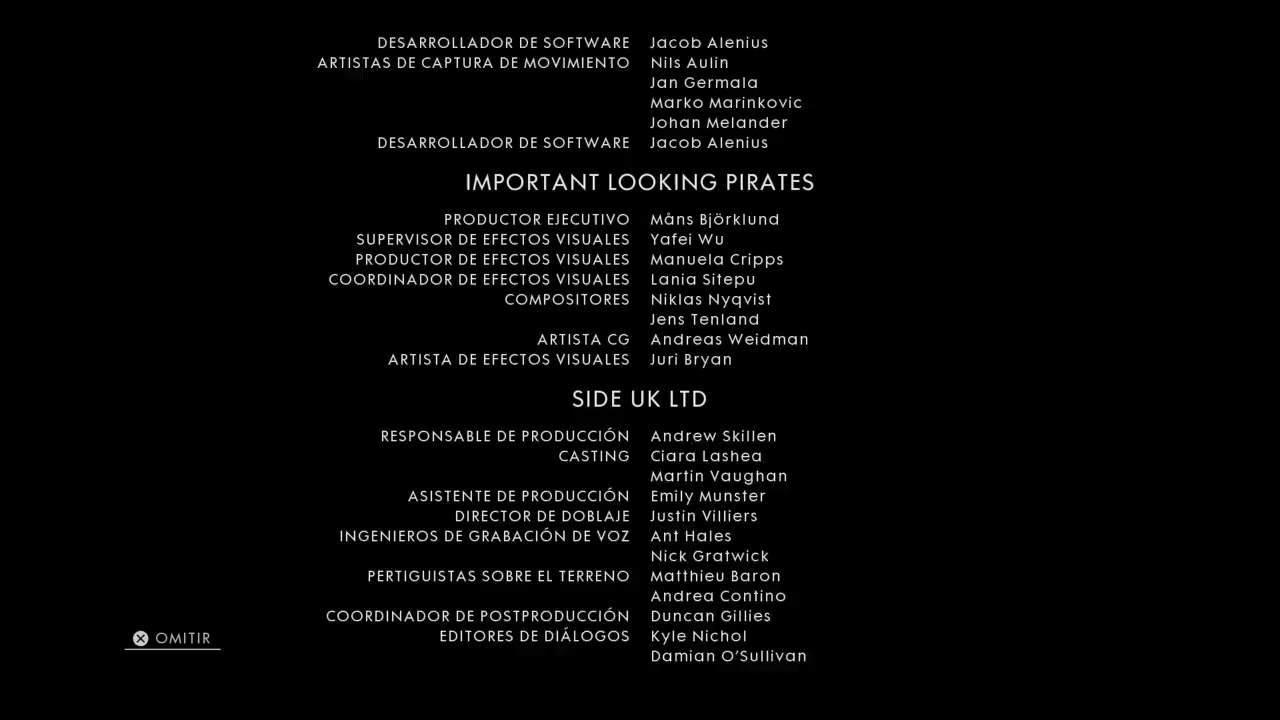 DESARROLLADOR DE SOFTWARE Jacob Alenius
ARTISTAS DE CAPTURA DE MOVIMIENTO Nils Aulin
Jan Germala
Marko Marinkovic
Johan Melander
DESARROLLADOR DE SOFTWARE Jacob Alenius
IMPORTANT LOOKING PIRATES
PRODUCTOR EJECUTIVO Måns Björklund
SUPERVISOR DE EFECTOS VISUALES Yafei Wu
PRODUCTOR DE EFECTOS VISUALES Manuela Cripps
COORDINADOR DE EFECTOS VISUALES Lania Sitepu
COMPOSITORES Niklas Nyqvist
Jens Tenland
ARTISTA CG Andreas Weidman
ARTISTA DE EFECTOS VISUALES Juri Bryan
SIDE UK LTD
RESPONSABLE DE PRODUCCIÓN Andrew Skillen
CASTING Ciara Lashea
Martin Vaughan
ASISTENTE DE PRODUCCIÓN Emily Munster
DIRECTOR DE DOBLAJE Justin Villiers
INGENIEROS DE GRABACIÓN DE VOZ Ant Hales
Nick Gratwick
PERTIGUISTAS SOBRE EL TERRENO Matthieu Baron
Andrea Contino
COORDINADOR DE POSTPRODUCCIÓN Duncan Gillies
EDITORES DE DIÁLOGOS Kyle Nichol
OMITIR
Damian O'Sullivan